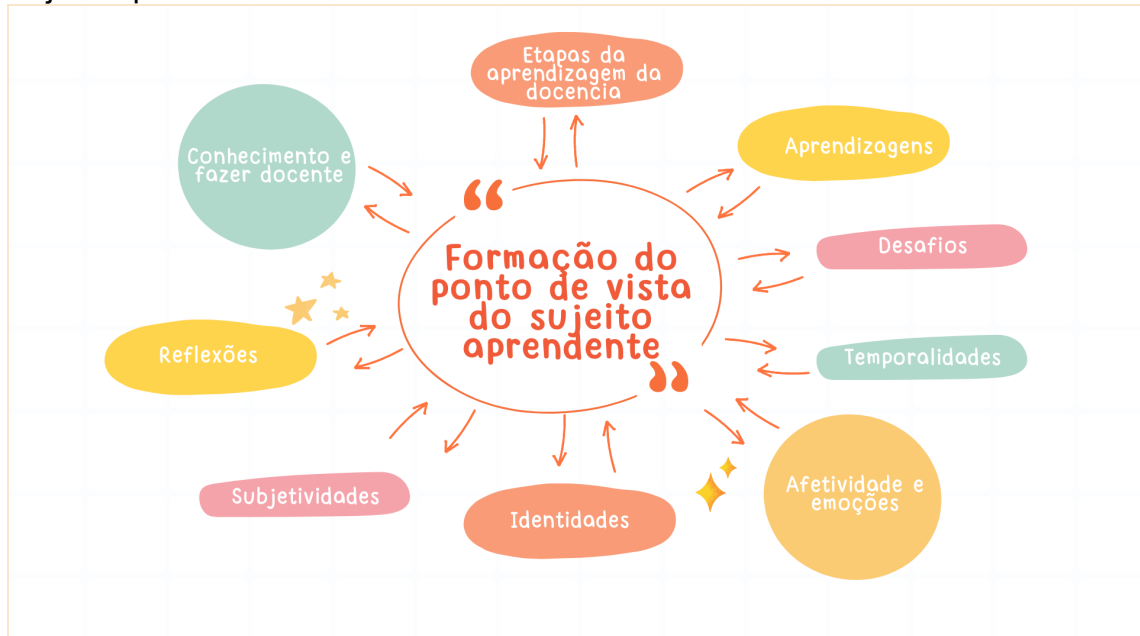 Etapas da
aprendizagem da
docencia
Aprendizagens
Conhecimento e
fazer docente
Desafios
“
Formação do
ponto de vista
do sujeito
aprendente
”
Reflexões
Temporalidades
Afetividade e
emoções
Subjetividades
Identidades